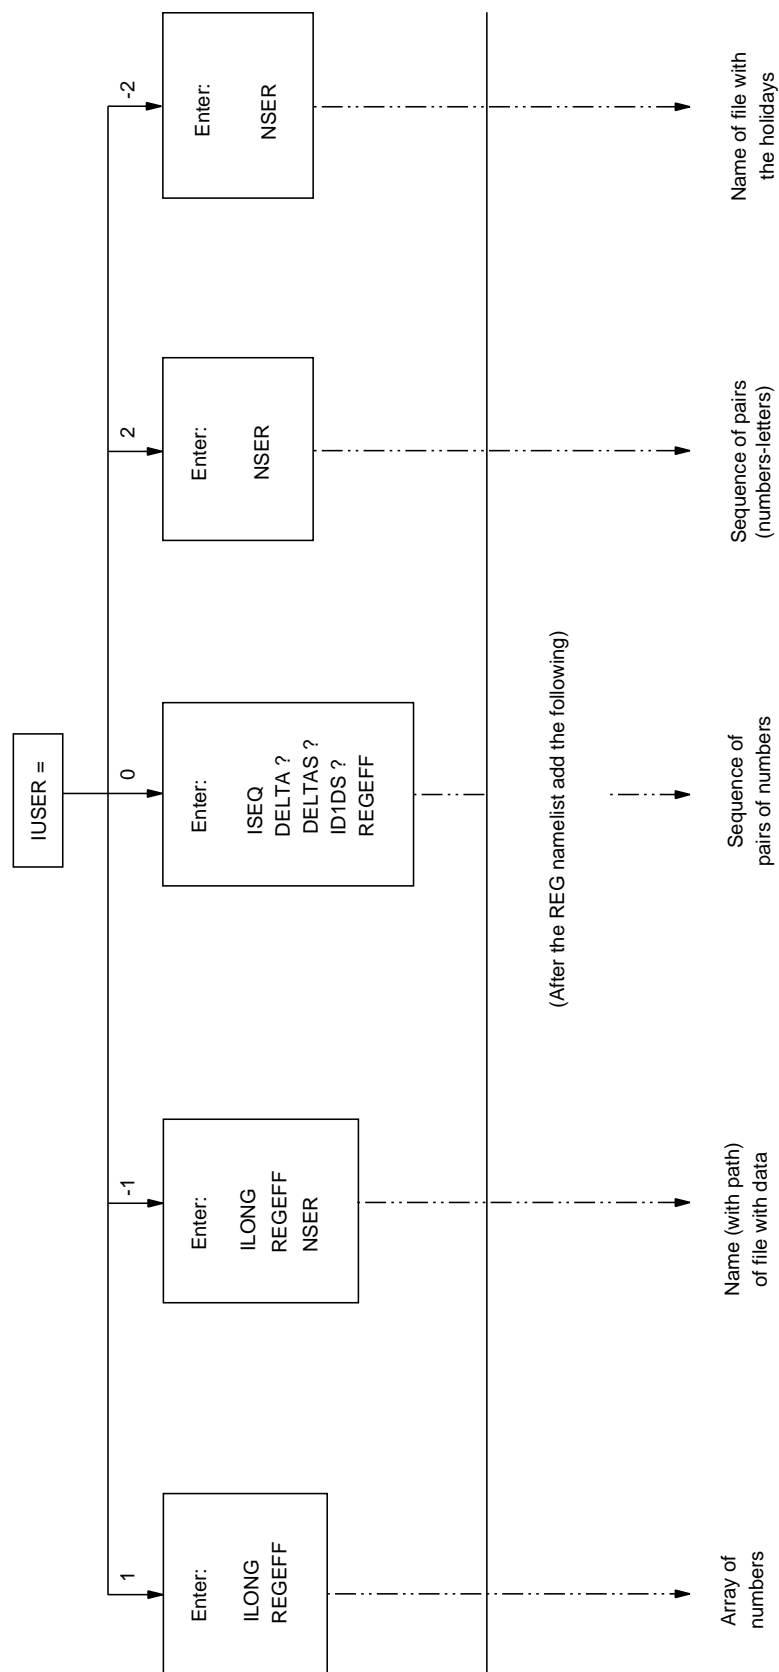 IUSER =
1
-1
0
2
-2
Enter:
ILONG
REGEFF
Enter:
ILONG
REGEFF
NSER
Enter:
ISEQ
DELTA ?
DELTAS ?
ID1DS ?
REGEFF
Enter:
NSER
Enter:
NSER
(After the REG namelist add the following)
Array of
numbers
Name (with path)
of file with data
Sequence of
pairs of numbers
Sequence of pairs
(numbers-letters)
Name of file with
the holidays